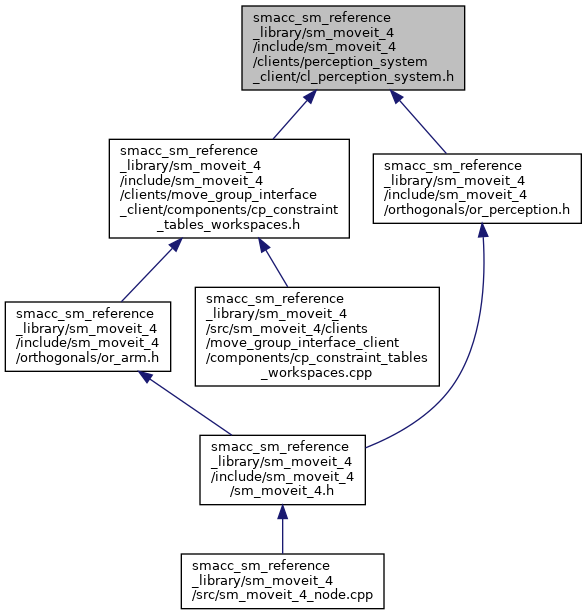 smacc_sm_reference
_library/sm_moveit_4
/include/sm_moveit_4
/clients/perception_system
_client/cl_perception_system.h
smacc_sm_reference
_library/sm_moveit_4
/include/sm_moveit_4
/clients/move_group_interface
_client/components/cp_constraint
_tables_workspaces.h
smacc_sm_reference
_library/sm_moveit_4
/include/sm_moveit_4
/orthogonals/or_perception.h
smacc_sm_reference
_library/sm_moveit_4
/include/sm_moveit_4
/orthogonals/or_arm.h
smacc_sm_reference
_library/sm_moveit_4
/src/sm_moveit_4/clients
/move_group_interface_client
/components/cp_constraint_tables
_workspaces.cpp
smacc_sm_reference
_library/sm_moveit_4
/include/sm_moveit_4
/sm_moveit_4.h
smacc_sm_reference
_library/sm_moveit_4
/src/sm_moveit_4_node.cpp